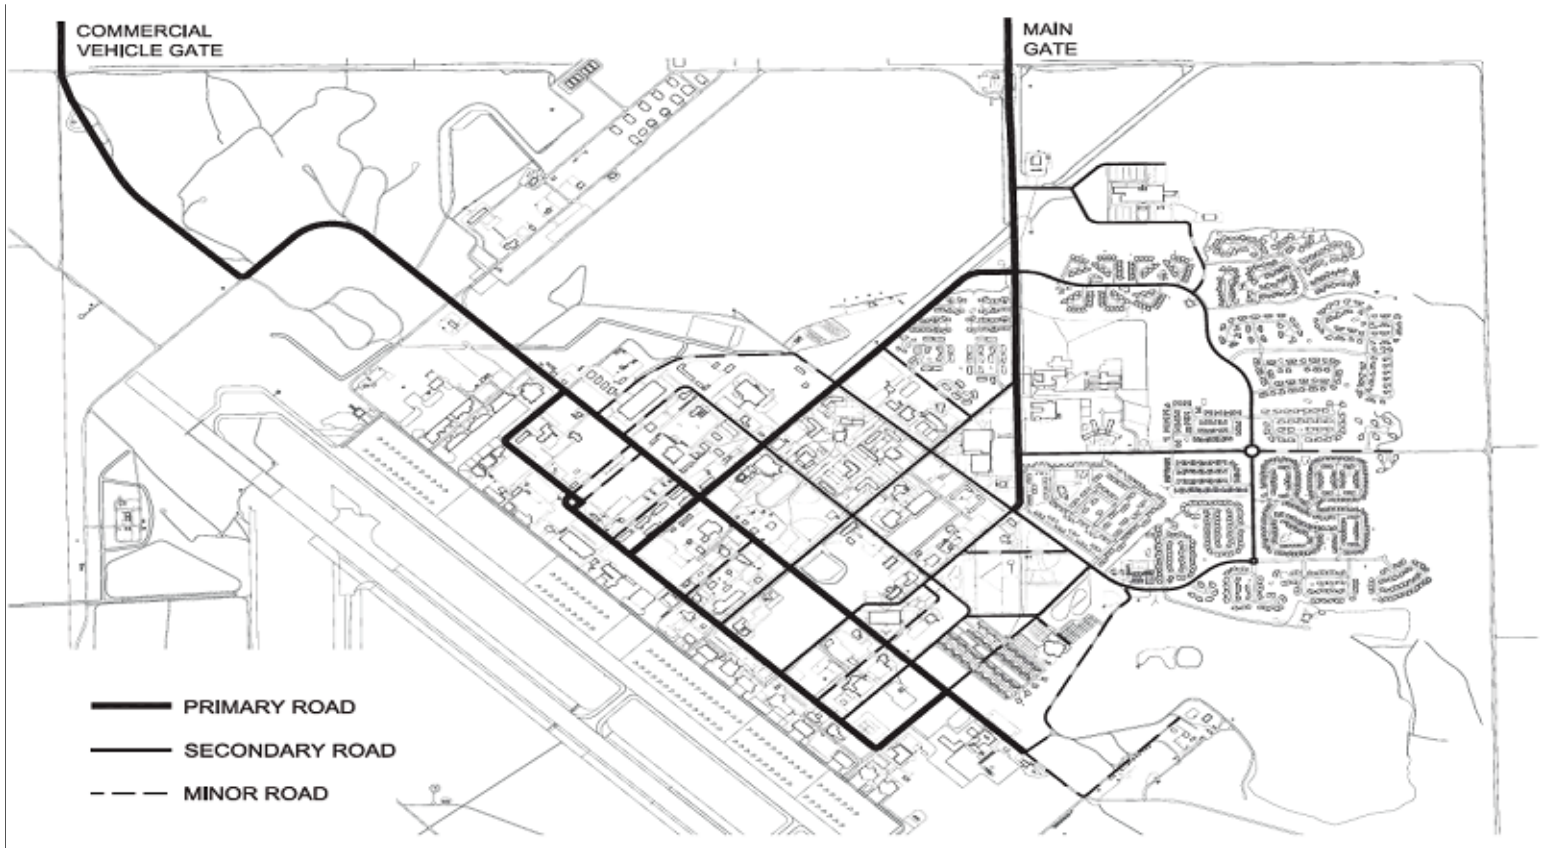 COMMERCIAL
VEHICLE GATE
MAIN
GATE
PRIMARY ROAD
SECONDARY ROAD
MINOR ROAD